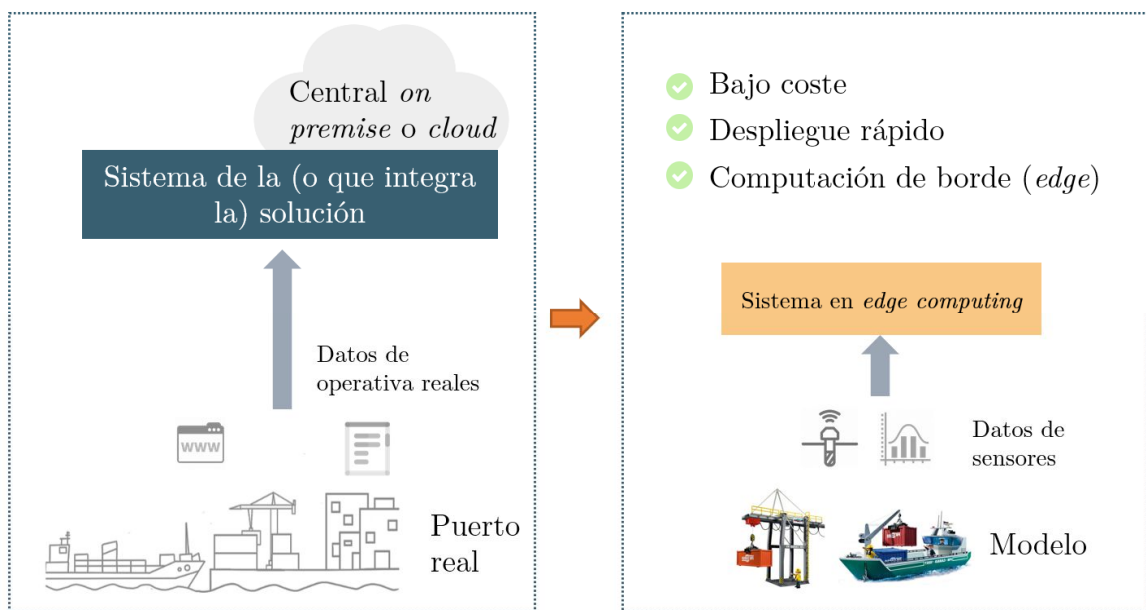 Central on
premise o cloud
Sistema de la (o que integra
la) solución
Datos de
operativa reales
www
Puerto
real
Bajo coste
Despliegue rápido
Computación de borde (edge)
Sistema en edge computing
Datos de
sensores
Modelo